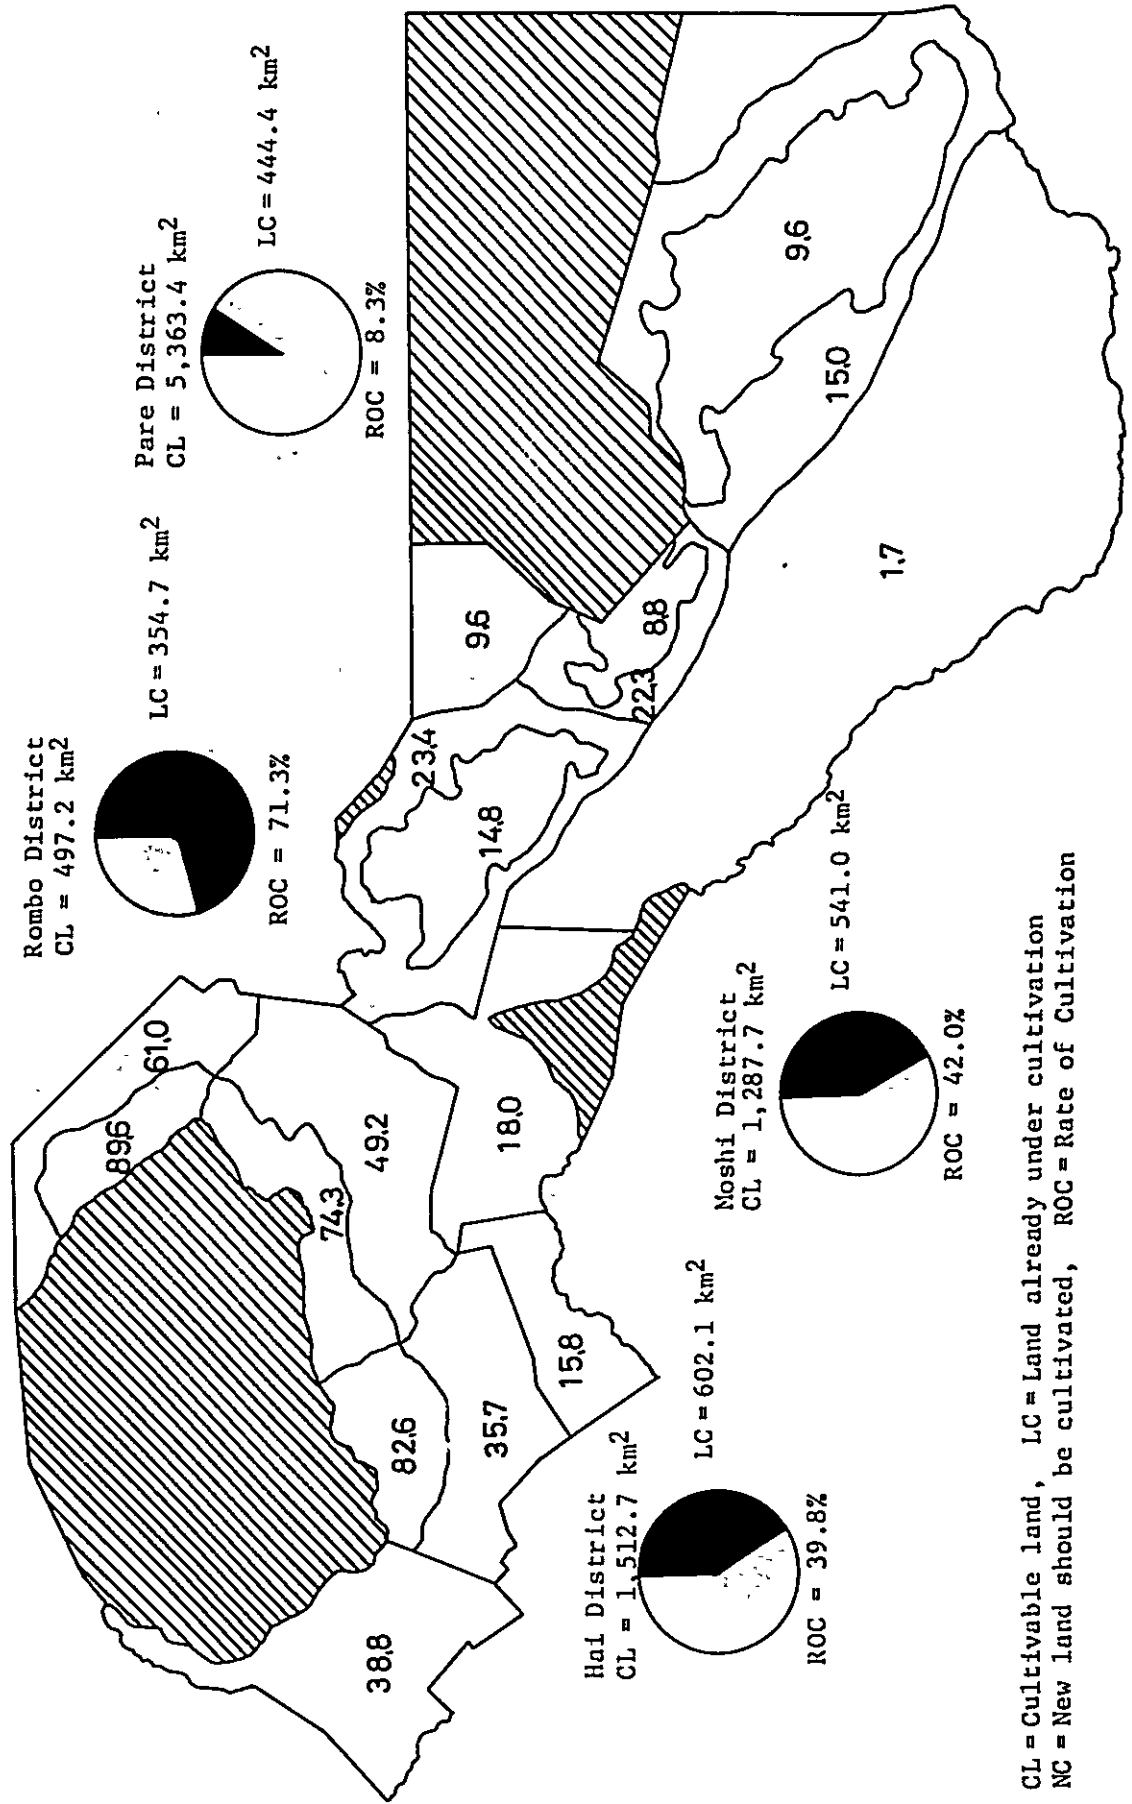 Rombo District
CL = 497.2 km²
LC = 354.7 km²
ROC = 71.3%
Pare District
CL = 5,363.4 km²
LC = 444.4 km²
ROC = 8.3%
61.0
89.6
74.3
49.2
82.6
35.7
38.8
15.8
18.0
23.4
14.8
9.6
22.3
8.8
9.6
15.0
1.7
Hai District
CL = 1,512.7 km²
LC = 602.1 km²
ROC = 39.8%
Moshi District
CL = 1,287.7 km²
LC = 541.0 km²
ROC = 42.0%
CL = Cultivable land, LC = Land already under cultivation
NC = New land should be cultivated, ROC = Rate of Cultivation